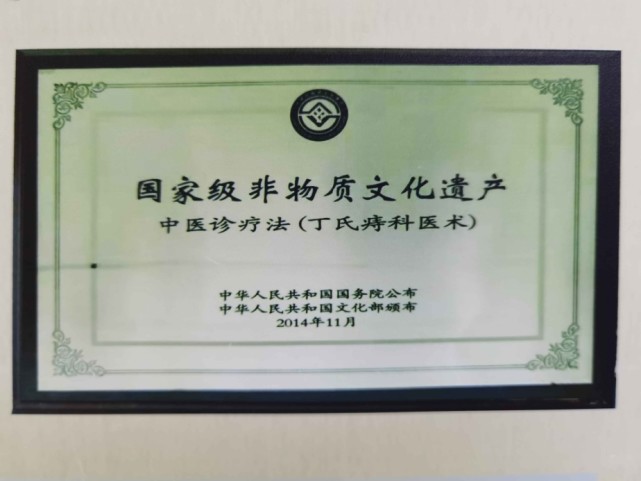 国家级非物质文化遗产
中医诊疗法(丁氏痔科医术)
中华人民共和国国务院公布
中华人民共和国文化部颁布
2014年11月